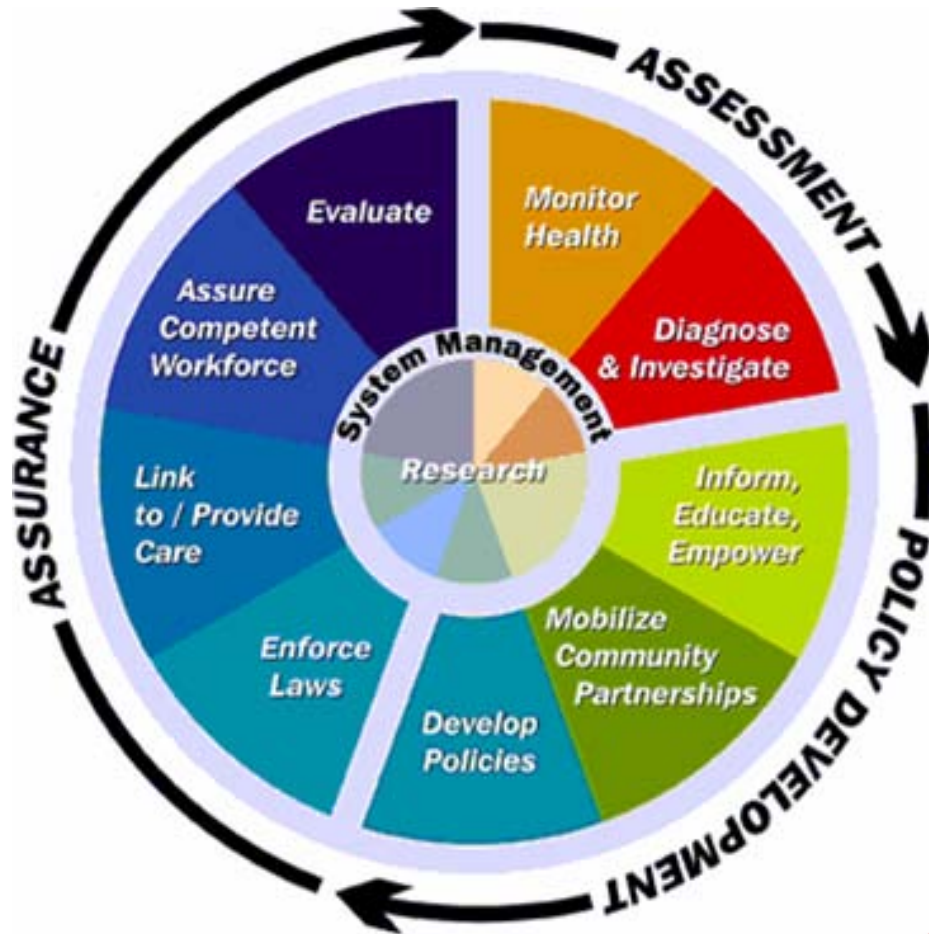 ASSESSMENT
POLICY DEVELOPMENT
ASSURANCE
Monitor
Health
Diagnose
& Investigate
Inform,
Educate,
Empower
Mobilize
Community
Partnerships
Develop
Policies
Enforce
Laws
Link
to / Provide
Care
Assure
Competent
Workforce
Evaluate
System Management
Research